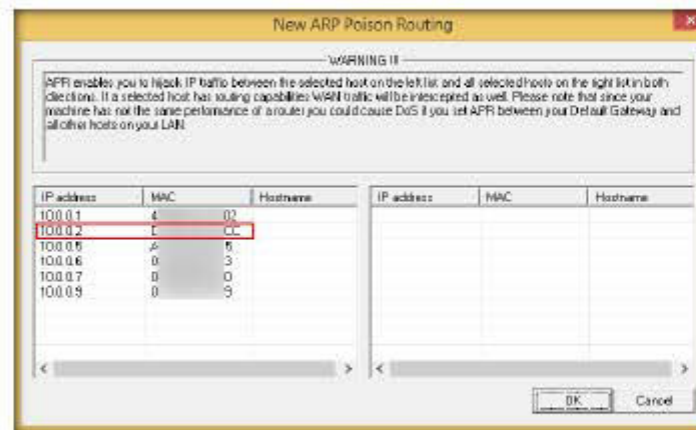 New ARP Poison Routing
WARNING !!!
APR enables you to hijack IP traffic between the selected host on the left list and all selected hosts on the right list in both
directions. If a selected host has routing capabilities WAN traffic will be intercepted as well. Please note that since your
machine has not the same performance of a router you could cause DoS if you set APR between your Default Gateway and
all other hosts on your LAN.
IP address MAC Hostname IP address MAC Hostname
10.0.0.1 02
10.0.0.2 CC
10.0.0.5
10.0.0.6 0 3
10.0.0.7 0 0
10.0.0.9 0 9
OK Cancel